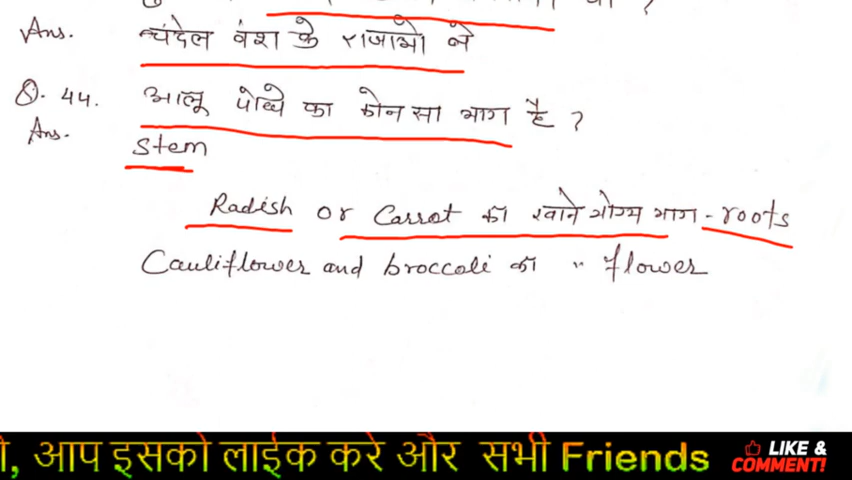 Ans. चंदेल वंश के राजाओ ने
Q. 44. आलू पोधे का कोन सा भाग है ?
Ans.
Stem
Radish or Carrot का खाने योग्य भाग - roots
Cauliflower and broccoli का " flower
आप इसको लाईक करे और सभी Friends
LIKE &
COMMENT!